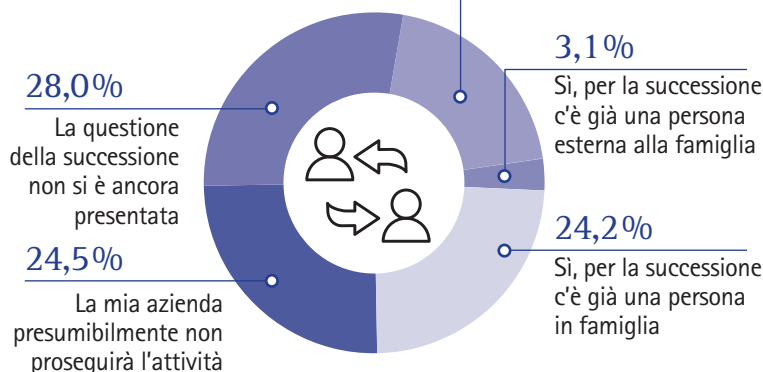 28,0%
La questione
della successione
non si è ancora
presentata
24,5%
La mia azienda
presumibilmente non
proseguirà l'attività
3,1%
Sì, per la successione
c'è già una persona
esterna alla famiglia
24,2%
Sì, per la successione
c'è già una persona
in famiglia